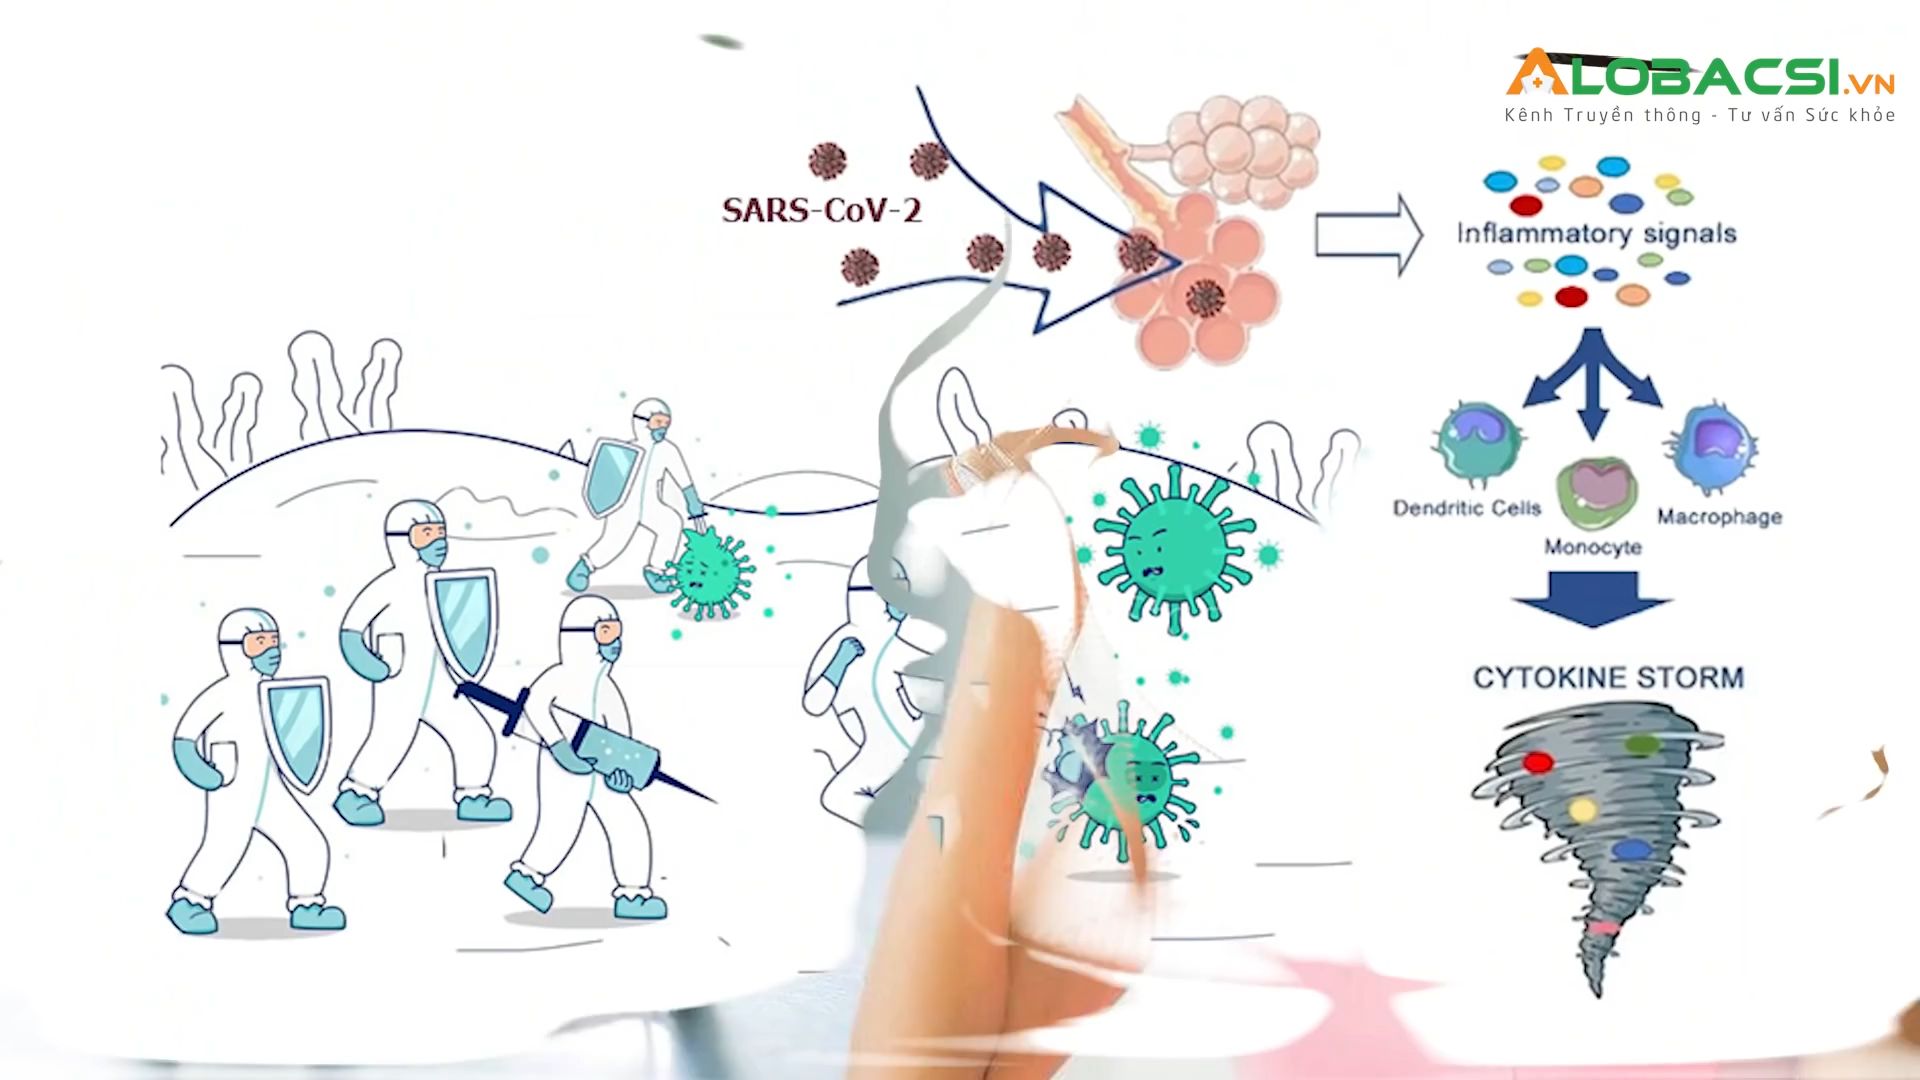 ALOBACSI.VN
Kênh Truyền thông - Tư vấn Sức khỏe
SARS-CoV-2
Inflammatory signals
Dendritic Cells
Monocyte
Macrophage
CYTOKINE STORM